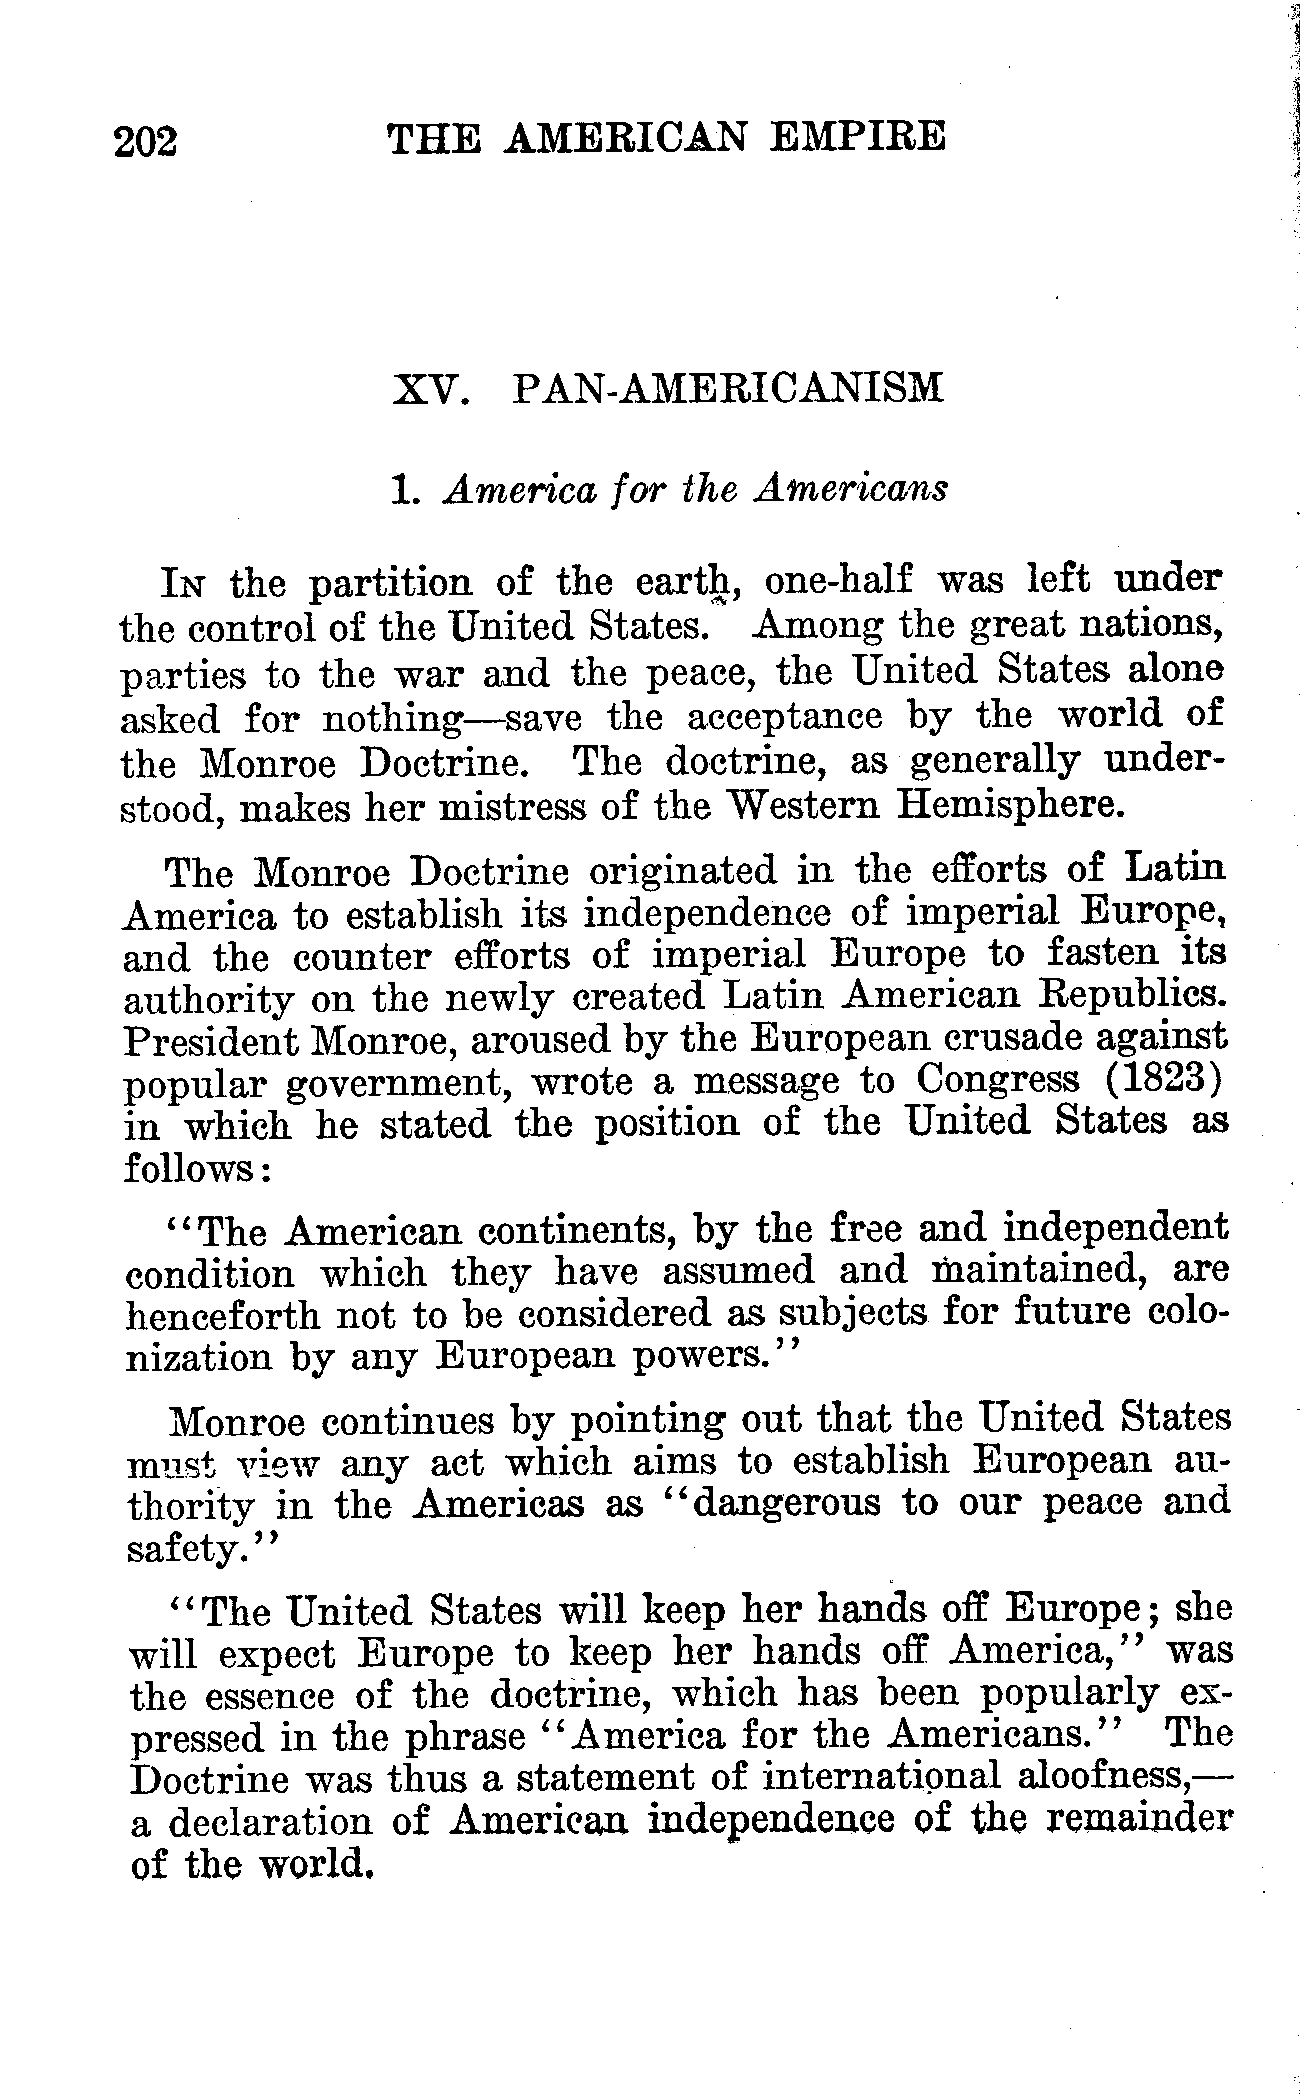 202 THE AMERICAN EMPIRE
XV. PAN-AMERICANISM
1. America for the Americans
In the partition of the earth, one-half was left under
the control of the United States. Among the great nations,
parties to the war and the peace, the United States alone
asked for nothing—save the acceptance by the world of
the Monroe Doctrine. The doctrine, as generally under-
stood, makes her mistress of the Western Hemisphere.
The Monroe Doctrine originated in the efforts of Latin
America to establish its independence of imperial Europe,
and the counter efforts of imperial Europe to fasten its
authority on the newly created Latin American Republics.
President Monroe, aroused by the European crusade against
popular government, wrote a message to Congress (1823)
in which he stated the position of the United States as
follows:
"The American continents, by the free and independent
condition which they have assumed and maintained, are
henceforth not to be considered as subjects for future colo-
nization by any European powers."
Monroe continues by pointing out that the United States
must view any act which aims to establish European au-
thority in the Americas as "dangerous to our peace and
safety."
"The United States will keep her hands off Europe; she
will expect Europe to keep her hands off America," was
the essence of the doctrine, which has been popularly ex-
pressed in the phrase "America for the Americans." The
Doctrine was thus a statement of international aloofness,—
a declaration of American independence of the remainder
of the world.